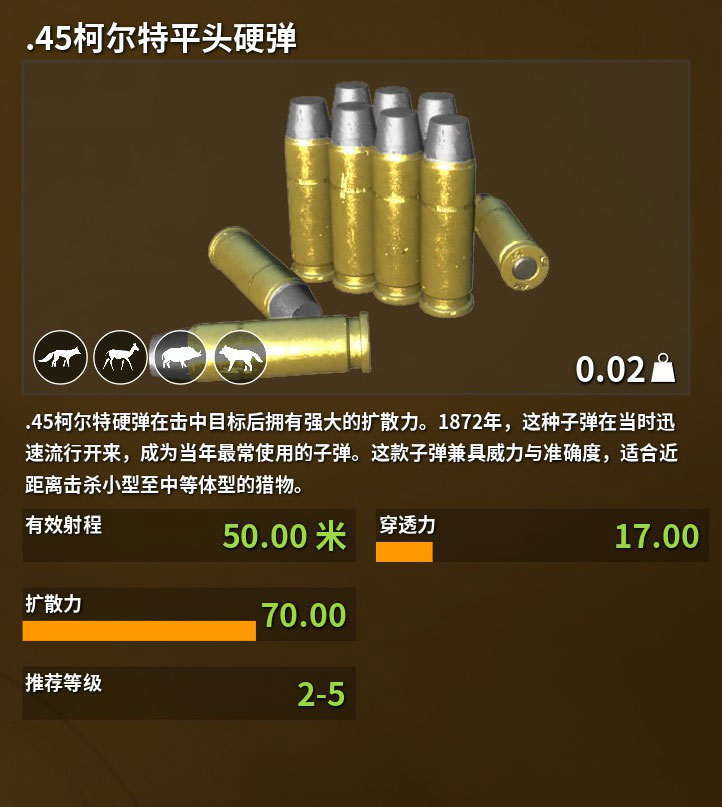 .45柯尔特平头硬弹
0.02
.45柯尔特硬弹在击中目标后拥有强大的扩散力。1872年，这种子弹在当时迅
速流行开来，成为当年最常使用的子弹。这款子弹兼具威力与准确度，适合近
距离击杀小型至中等体型的猎物。
有效射程 50.00 米
穿透力 17.00
扩散力 70.00
推荐等级 2-5